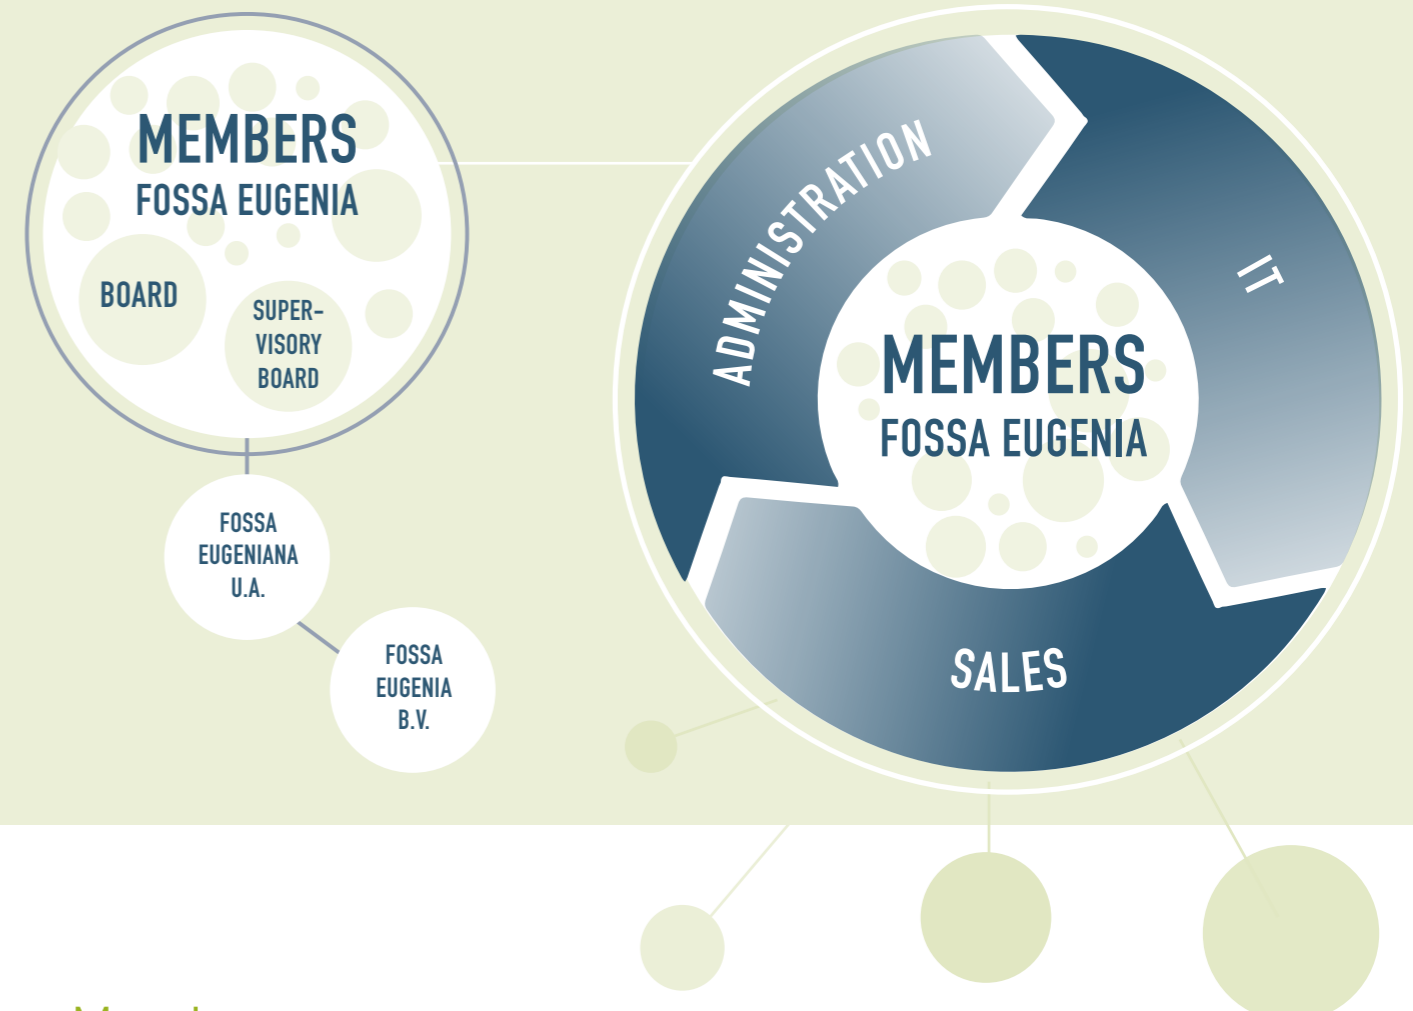 MEMBERS
FOSSA EUGENIA
BOARD
SUPER-
VISORY
BOARD
FOSSA
EUGENIANA
U.A.
FOSSA
EUGENIA
B.V.
ADMINISTRATION
IT
MEMBERS
FOSSA EUGENIA
SALES